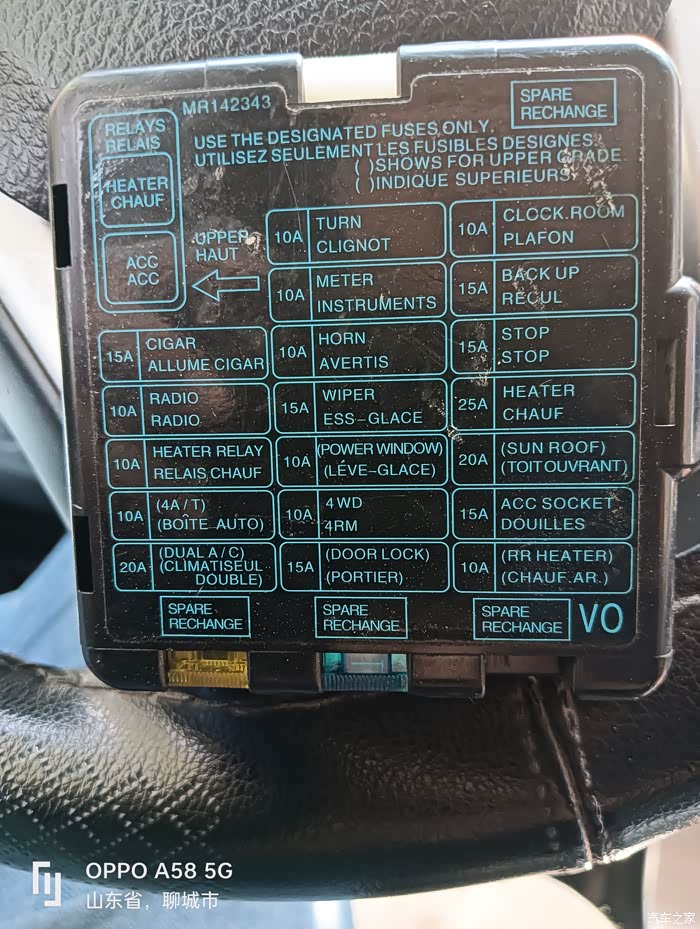 MR142343
SPARE
RECHANGE
RELAYS
RELAIS
USE THE DESIGNATED FUSES ONLY.
UTILISEZ SEULEMENT LES FUSIBLES DESIGNES.
( )SHOWS FOR UPPER GRADE
( )INDIQUE SUPERIEURS.
HEATER
CHAUF
ACC
ACC
UPPER
HAUT
10A TURN
CLIGNOT
10A CLOCK.ROOM
PLAFON
10A METER
INSTRUMENTS
15A BACK UP
RECUL
15A CIGAR
ALLUME CIGAR
10A HORN
AVERTIS
15A STOP
STOP
10A RADIO
RADIO
15A WIPER
ESS-GLACE
25A HEATER
CHAUF
10A HEATER RELAY
RELAIS CHAUF
10A (POWER WINDOW)
(LÉVE-GLACE)
20A (SUN ROOF)
(TOIT OUVRANT)
10A (4A/T)
(BOÎTE AUTO)
10A 4WD
4RM
15A ACC SOCKET
DOUILLES
20A (DUAL A/C)
(CLIMATISEUL
DOUBLE)
15A (DOOR LOCK)
(PORTIER)
10A (RR HEATER)
(CHAUF.AR.)
SPARE
RECHANGE
SPARE
RECHANGE
SPARE
RECHANGE
VO
OPPO A58 5G
山东省，聊城市
汽车之家